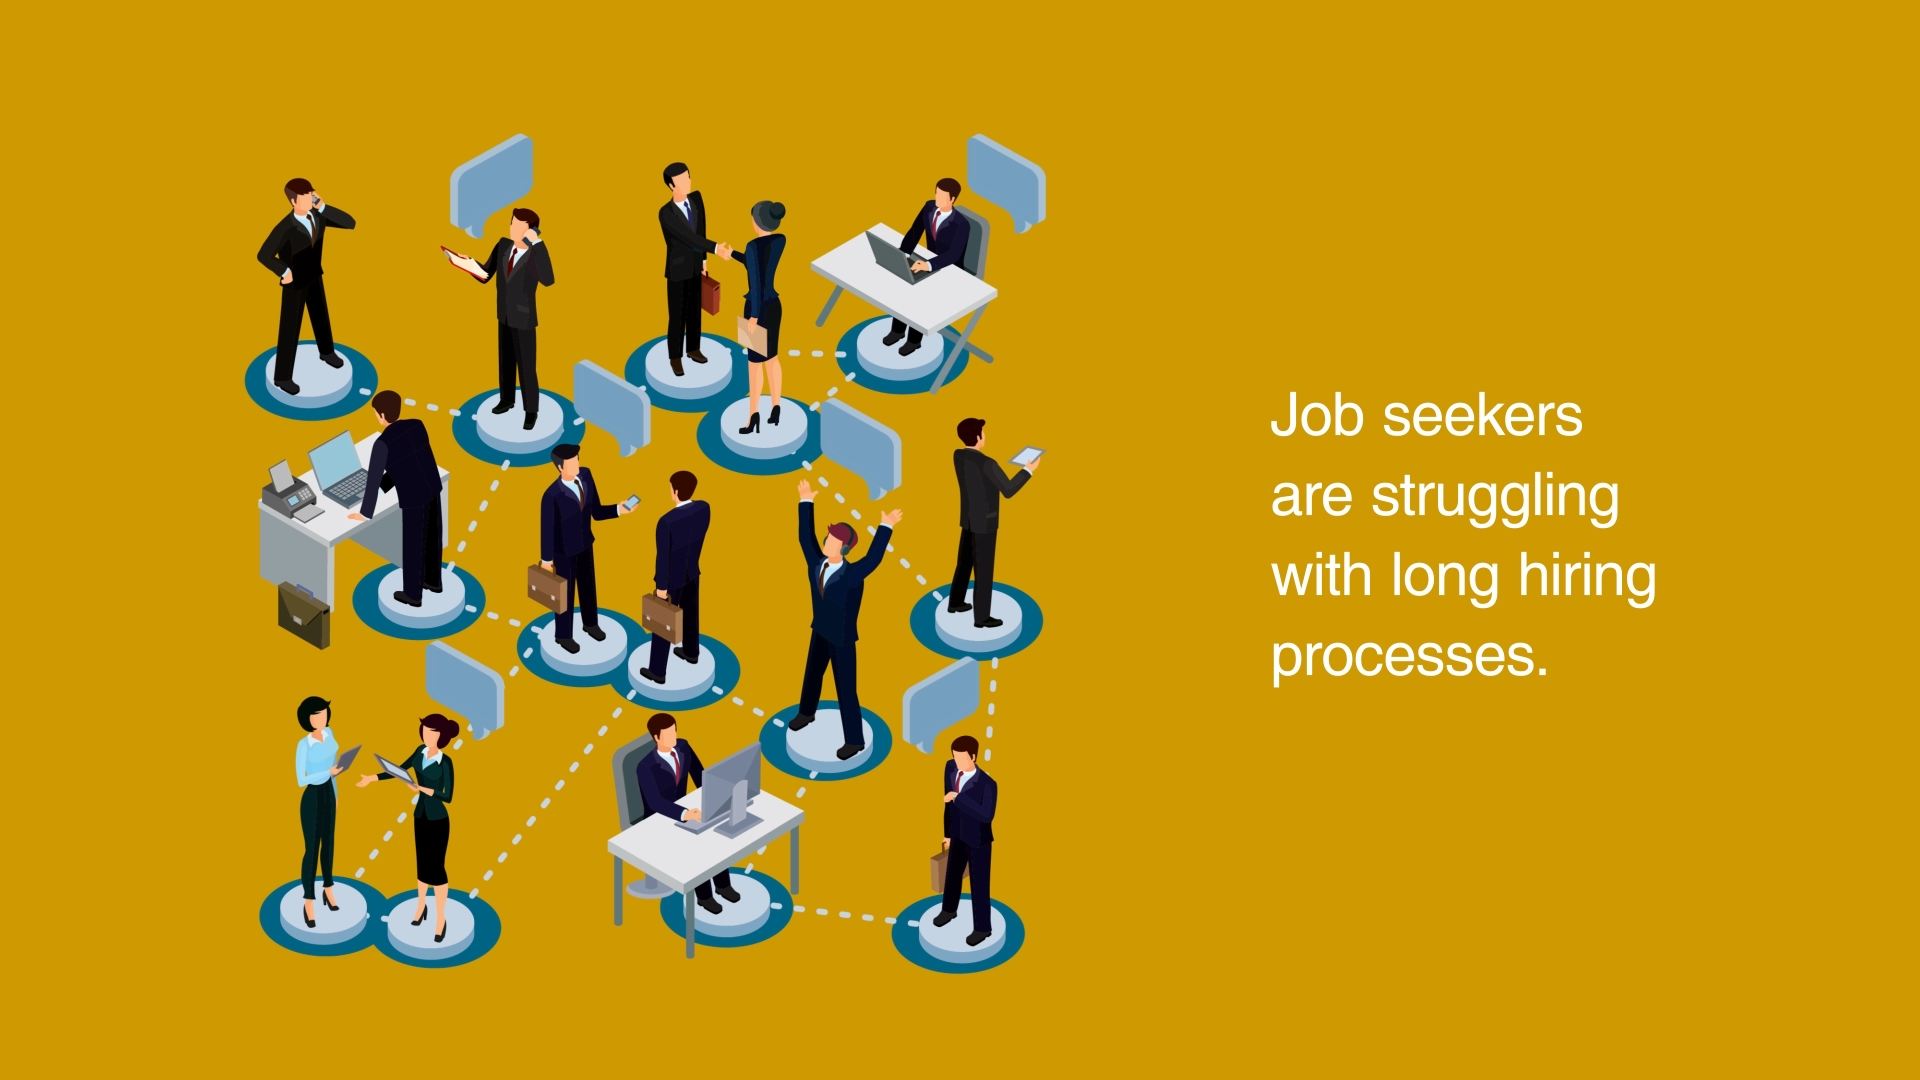 Job seekers
are struggling
with long hiring
processes.